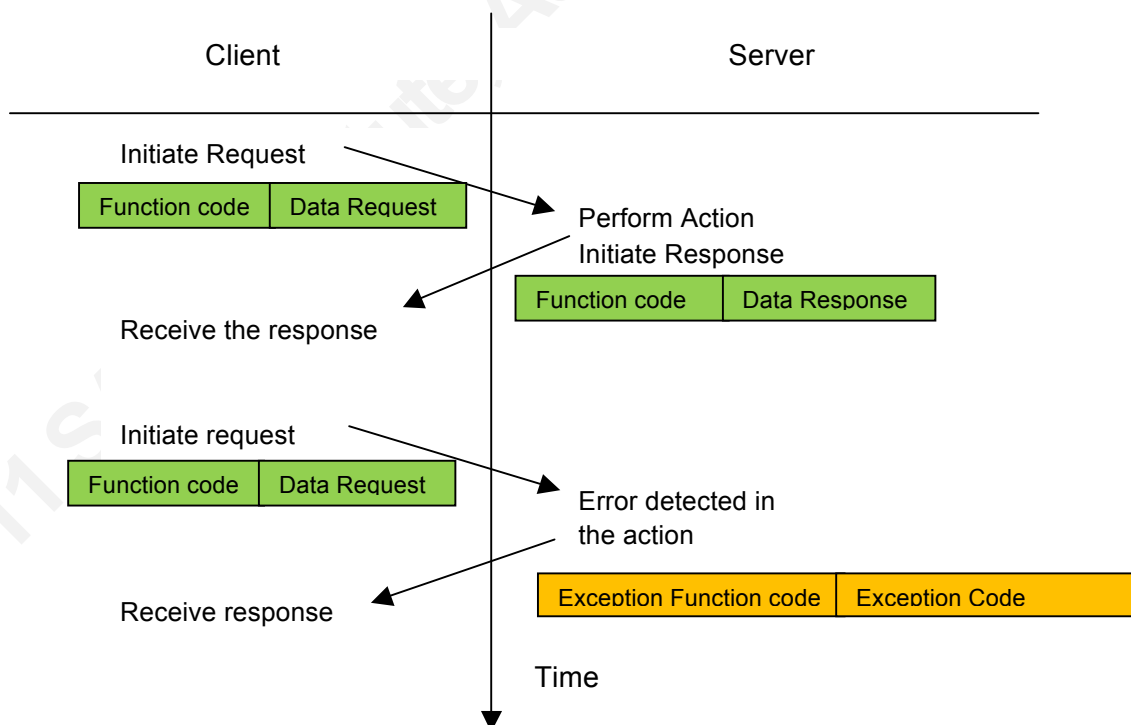 Client
Server
Initiate Request
Function code Data Request
Perform Action
Initiate Response
Function code Data Response
Receive the response
Initiate request
Function code Data Request
Error detected in
the action
Exception Function code Exception Code
Receive response
Time